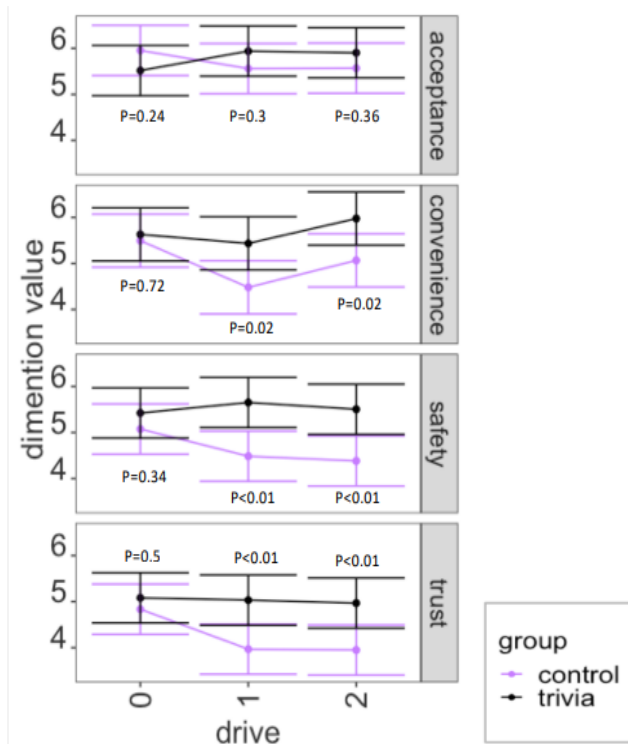 6
5
4
P=0.24
P=0.3
P=0.36
acceptance
6
5
4
P=0.72
P=0.02
P=0.02
convenience
6
5
4
P=0.34
P<0.01
P<0.01
safety
6
5
4
P=0.5
P<0.01
P<0.01
trust
dimention value
0
1
2
drive
group
control
trivia